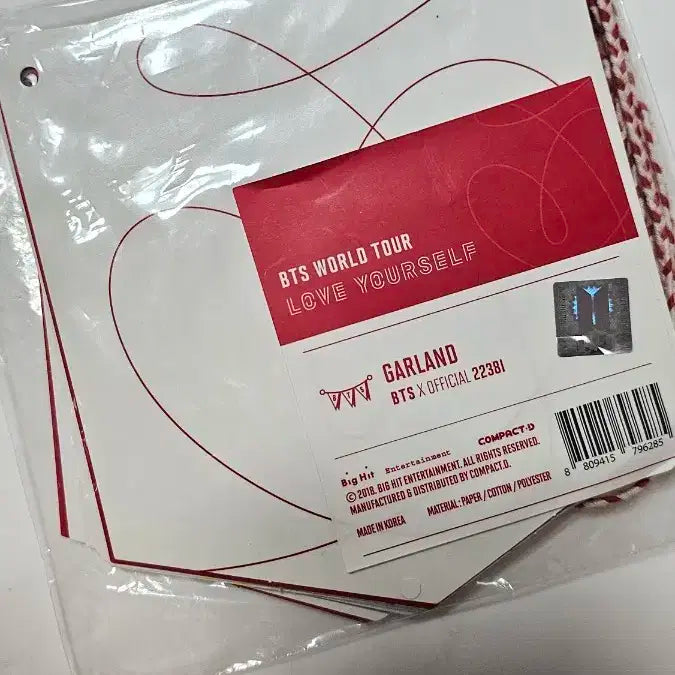 BTS WORLD TOUR
LOVE YOURSELF
GARLAND
BTS X OFFICIAL 223BI
BTS
Big Hit Entertainment COMPACT·D
© 2018. BIG HIT ENTERTAINMENT. ALL RIGHTS RESERVED.
MANUFACTURED & DISTRIBUTED BY COMPACT.D.
MADE IN KOREA MATERIAL : PAPER / COTTON / POLYESTER
8 809415 796285